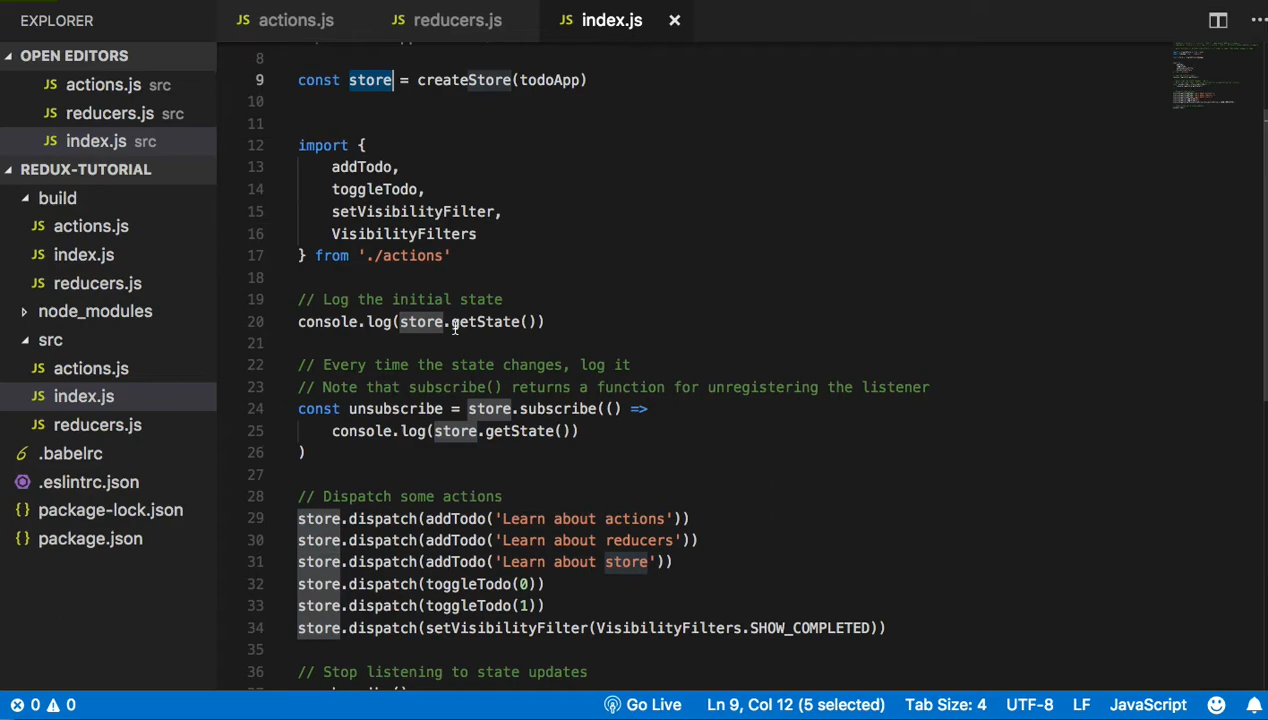 EXPLORER
OPEN EDITORS
JS actions.js src
JS reducers.js src
JS index.js src
REDUX-TUTORIAL
build
JS actions.js
JS index.js
JS reducers.js
node_modules
src
JS actions.js
JS index.js
JS reducers.js
.babelrc
.eslintrc.json
{ } package-lock.json
{ } package.json
JS actions.js JS reducers.js JS index.js
8
9 const store = createStore(todoApp)
10
11
12 import {
13 addTodo,
14 toggleTodo,
15 setVisibilityFilter,
16 VisibilityFilters
17 } from './actions'
18
19 // Log the initial state
20 console.log(store.getState())
21
22 // Every time the state changes, log it
23 // Note that subscribe() returns a function for unregistering the listener
24 const unsubscribe = store.subscribe(() =>
25 console.log(store.getState())
26 )
27
28 // Dispatch some actions
29 store.dispatch(addTodo('Learn about actions'))
30 store.dispatch(addTodo('Learn about reducers'))
31 store.dispatch(addTodo('Learn about store'))
32 store.dispatch(toggleTodo(0))
33 store.dispatch(toggleTodo(1))
34 store.dispatch(setVisibilityFilter(VisibilityFilters.SHOW_COMPLETED))
35
36 // Stop listening to state updates
0 0 Go Live Ln 9, Col 12 (5 selected) Tab Size: 4 UTF-8 LF JavaScript